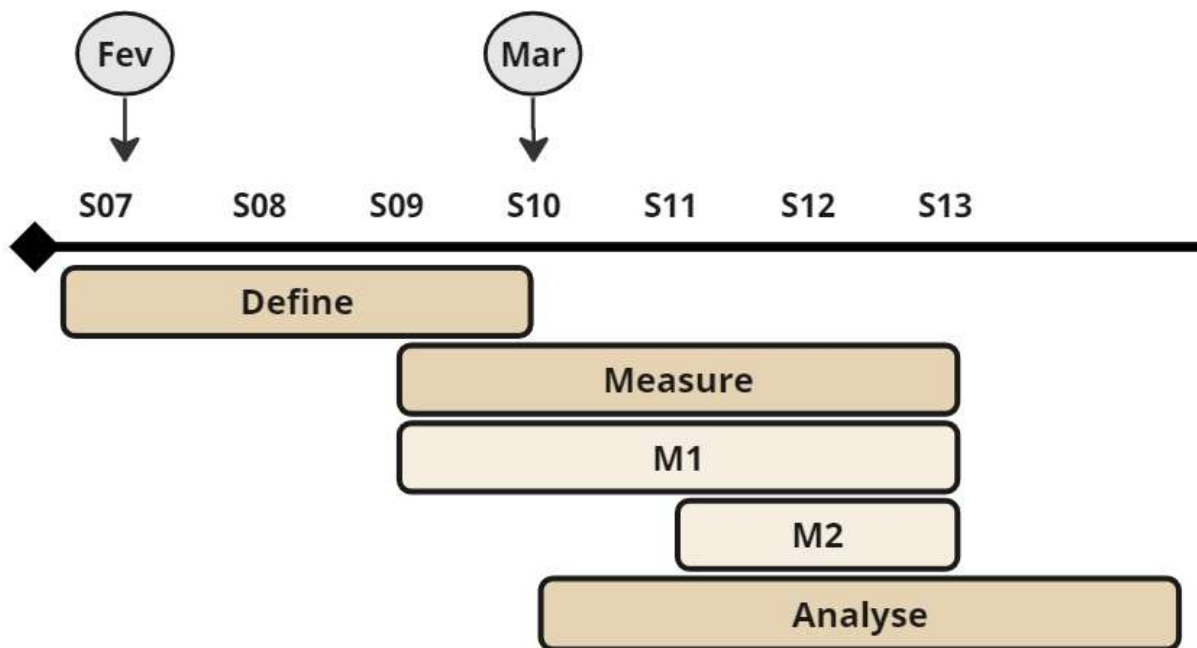 Fev Mar
S07 S08 S09 S10 S11 S12 S13
Define
Measure
M1
M2
Analyse